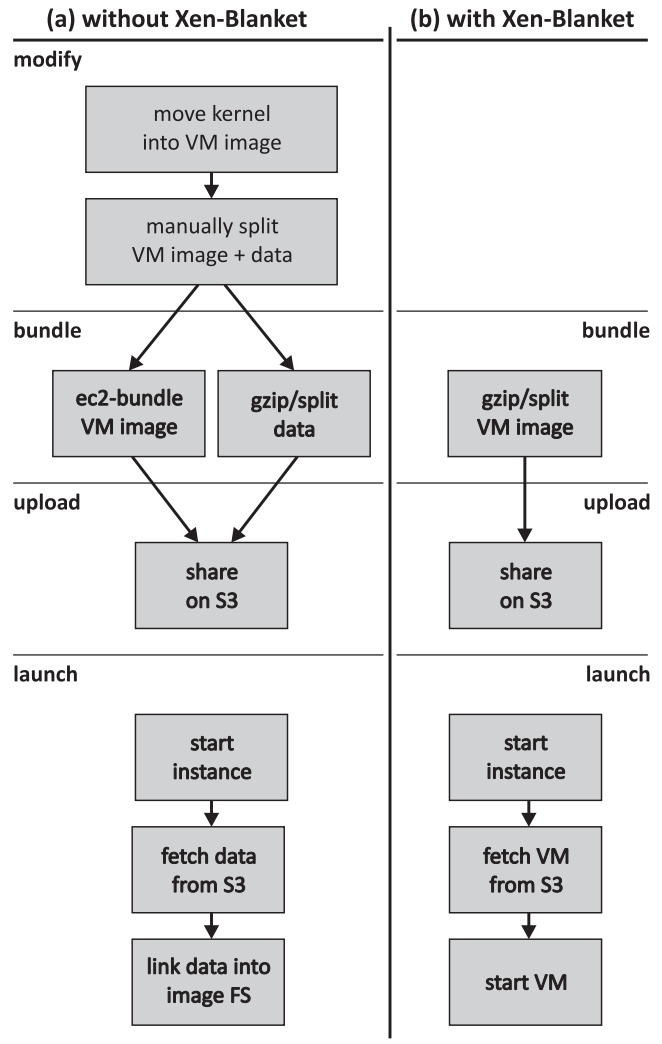 (a) without Xen-Blanket
modify
move kernel
into VM image
manually split
VM image + data
bundle
ec2-bundle
VM image
gzip/split
data
upload
share
on S3
launch
start
instance
fetch data
from S3
link data into
image FS
(b) with Xen-Blanket
bundle
gzip/split
VM image
upload
share
on S3
launch
start
instance
fetch VM
from S3
start VM